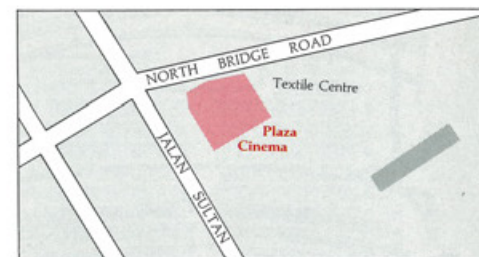 NORTH BRIDGE ROAD
Textile Centre
Plaza
Cinema
JALAN SULTAN